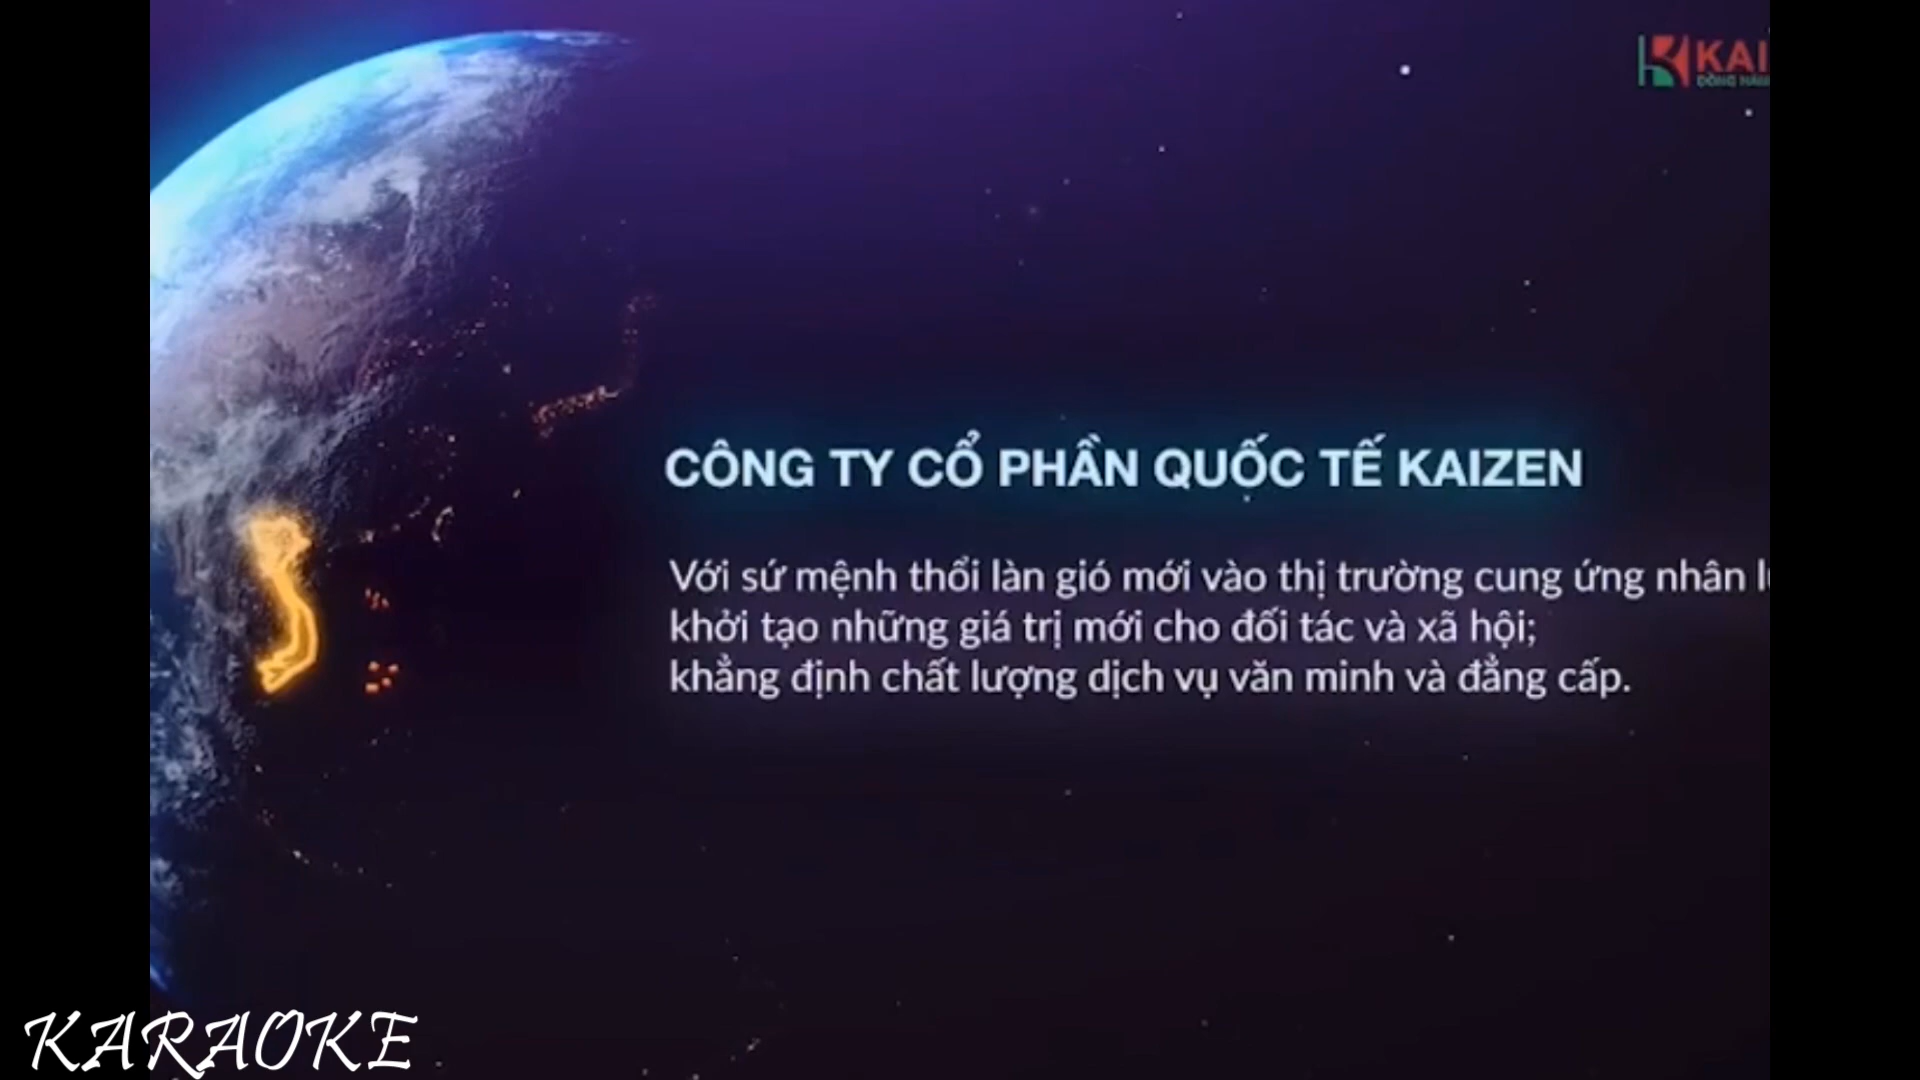 KAI
ĐỒNG HÀN
CÔNG TY CỔ PHẦN QUỐC TẾ KAIZEN
Với sứ mệnh thổi làn gió mới vào thị trường cung ứng nhân
khởi tạo những giá trị mới cho đối tác và xã hội;
khẳng định chất lượng dịch vụ văn minh và đẳng cấp.
KARAOKE